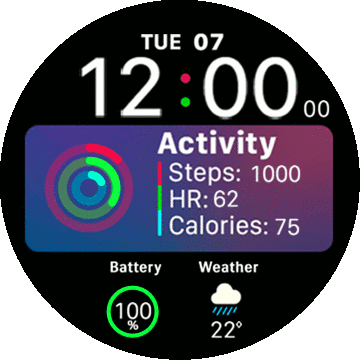 TUE 07
12:00 00
Activity
Steps: 1000
HR: 62
Calories: 75
Battery Weather
100 %
22°